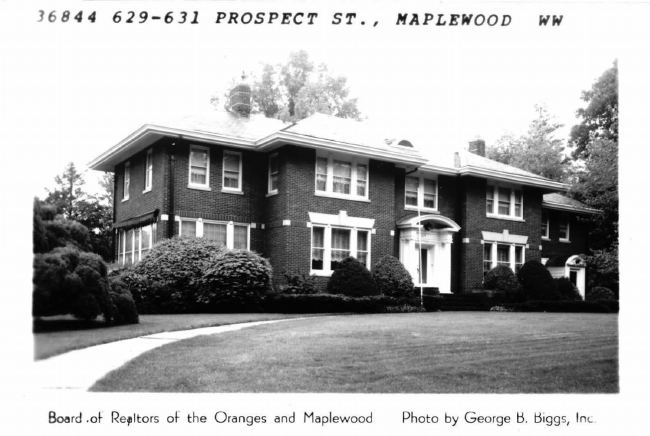 36844 629-631 PROSPECT ST., MAPLEWOOD WW
Board of Realtors of the Oranges and Maplewood Photo by George B. Biggs, Inc.